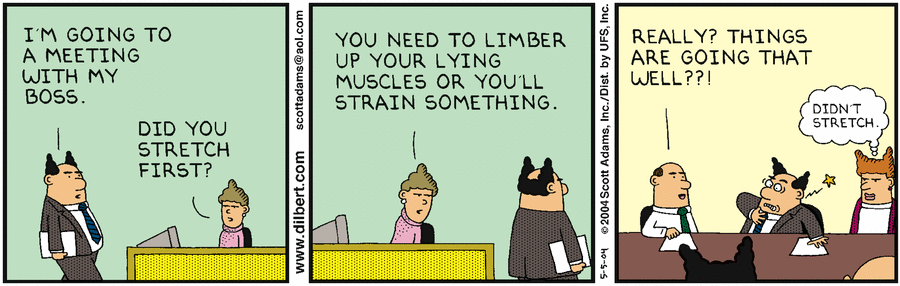 I'M GOING TO
A MEETING
WITH MY
BOSS.
DID YOU
STRETCH
FIRST?
scottadams@aol.com
www.dilbert.com
YOU NEED TO LIMBER
UP YOUR LYING
MUSCLES OR YOU'LL
STRAIN SOMETHING.
5-5-04 ©2004 Scott Adams, Inc./Dist. by UFS, Inc.
REALLY? THINGS
ARE GOING THAT
WELL??!
DIDN'T
STRETCH.